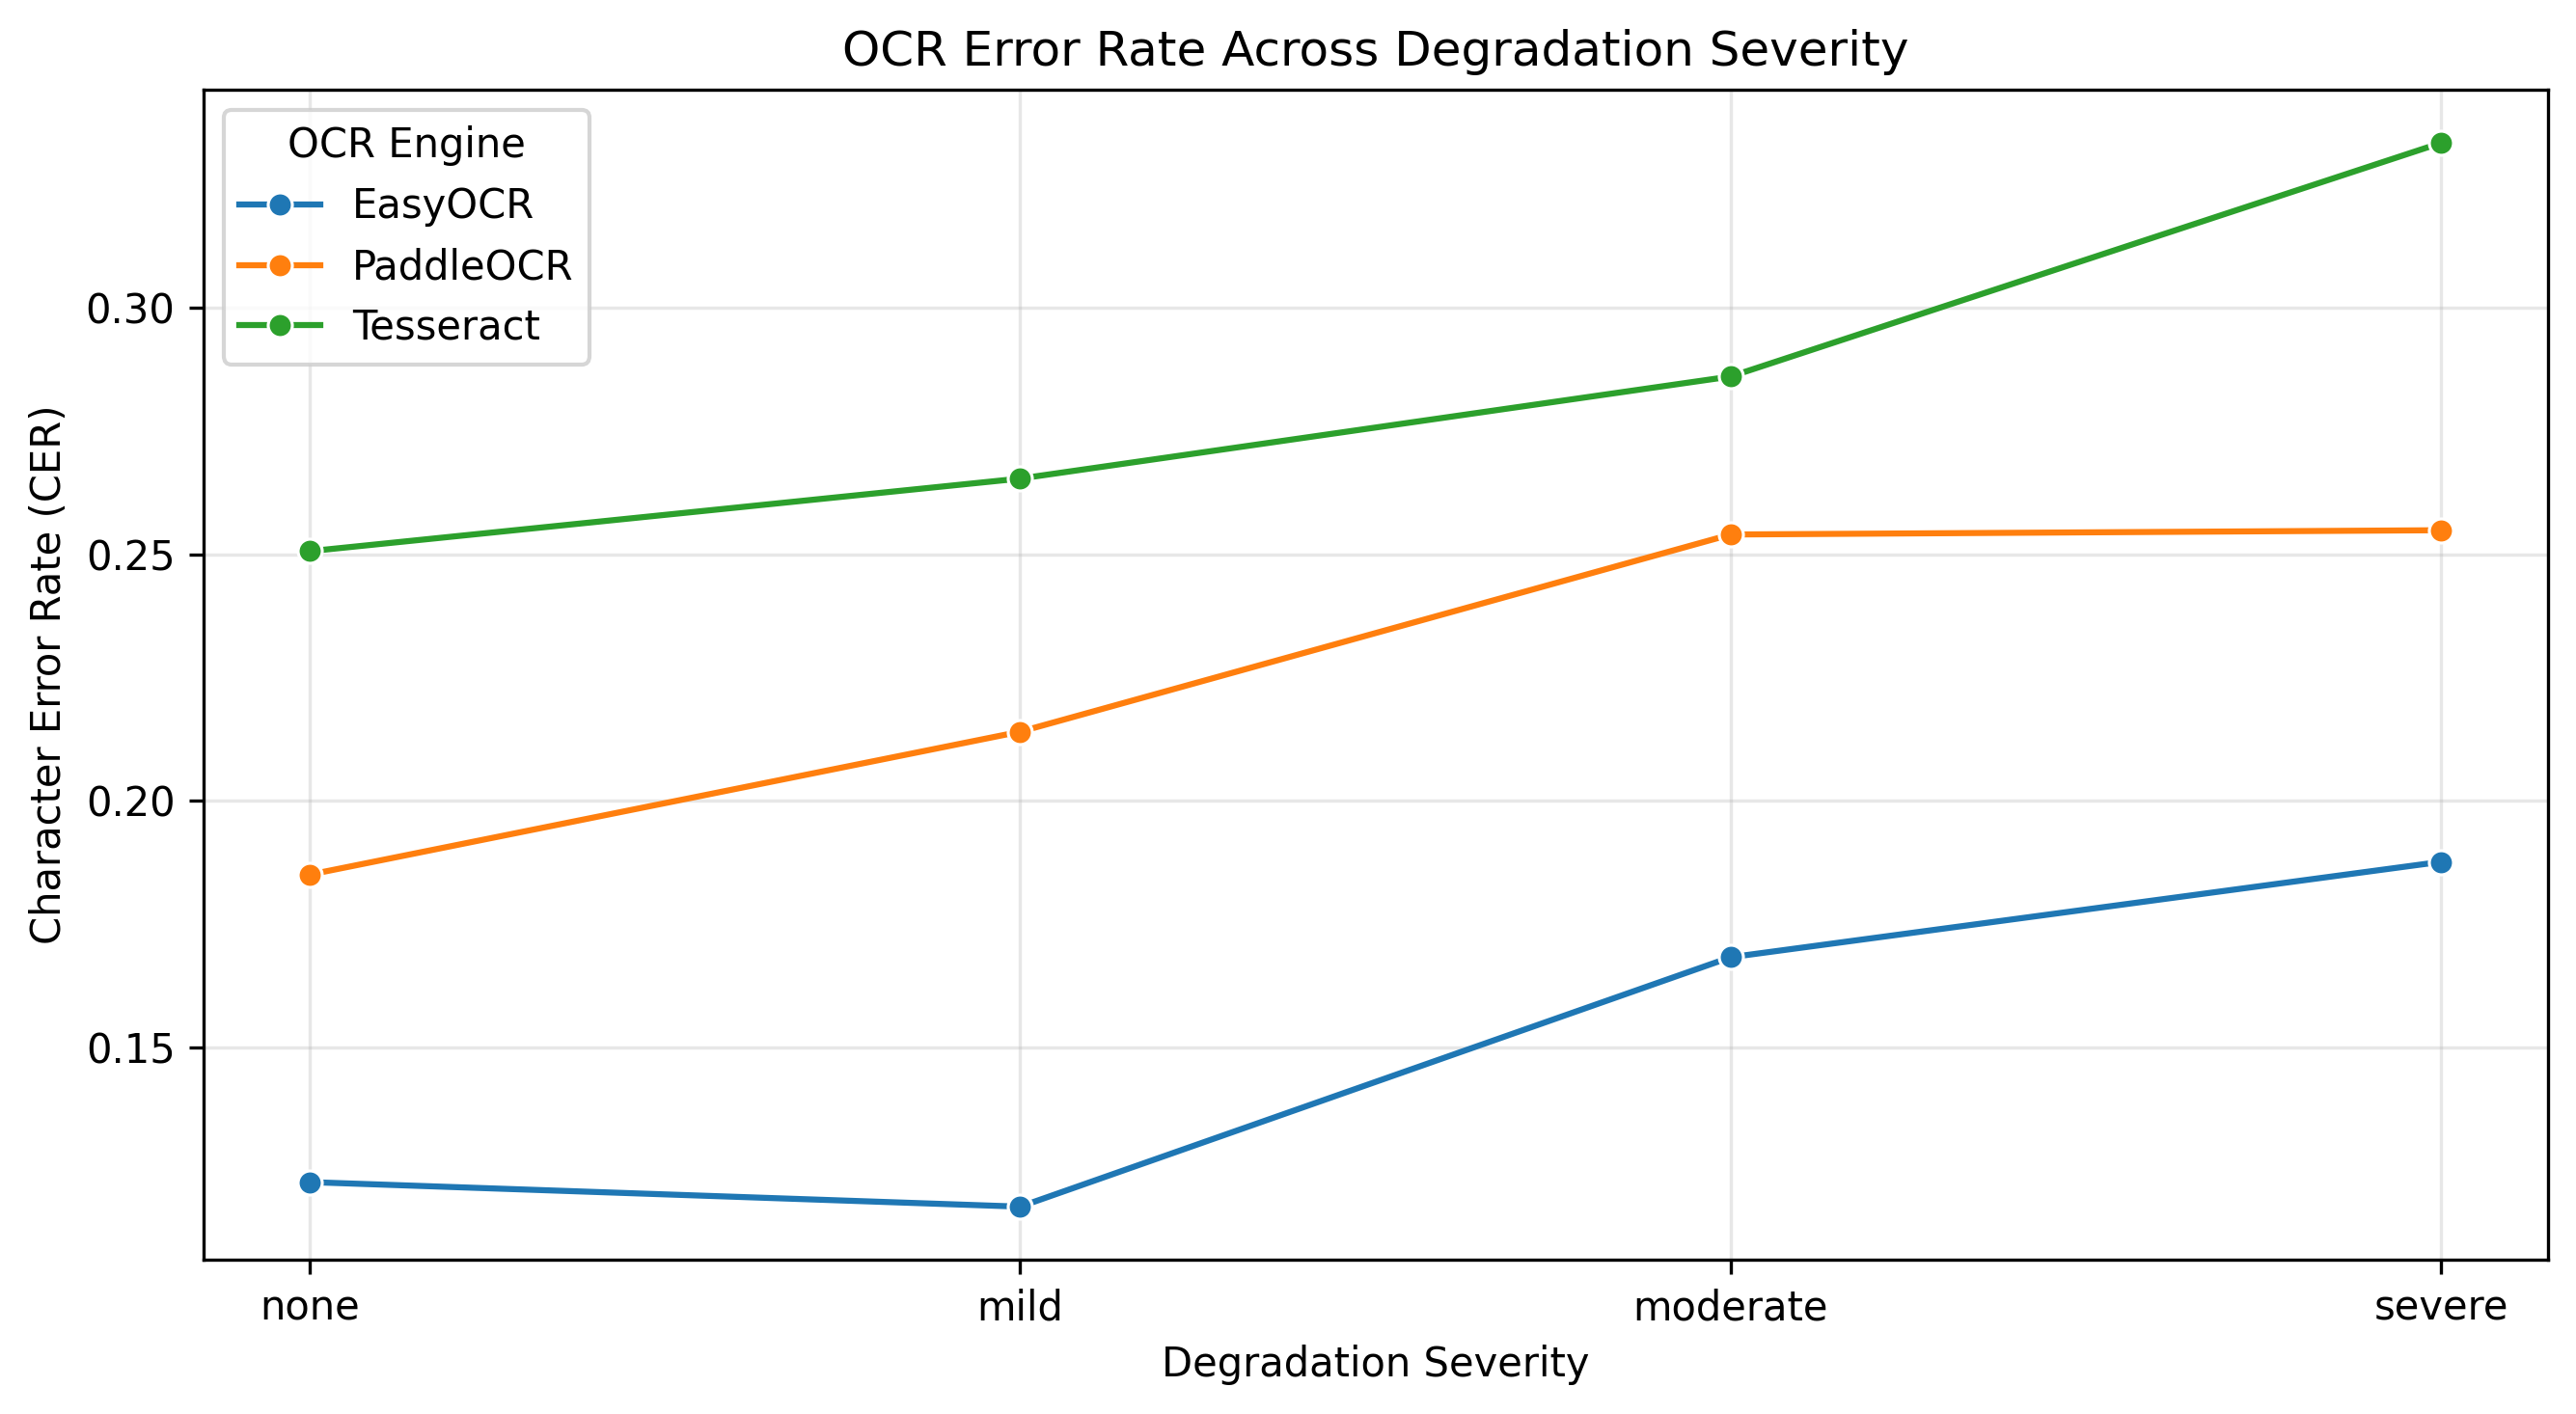 OCR Error Rate Across Degradation Severity
OCR Engine
EasyOCR
PaddleOCR
Tesseract
Character Error Rate (CER)
0.30
0.25
0.20
0.15
none mild moderate severe
Degradation Severity